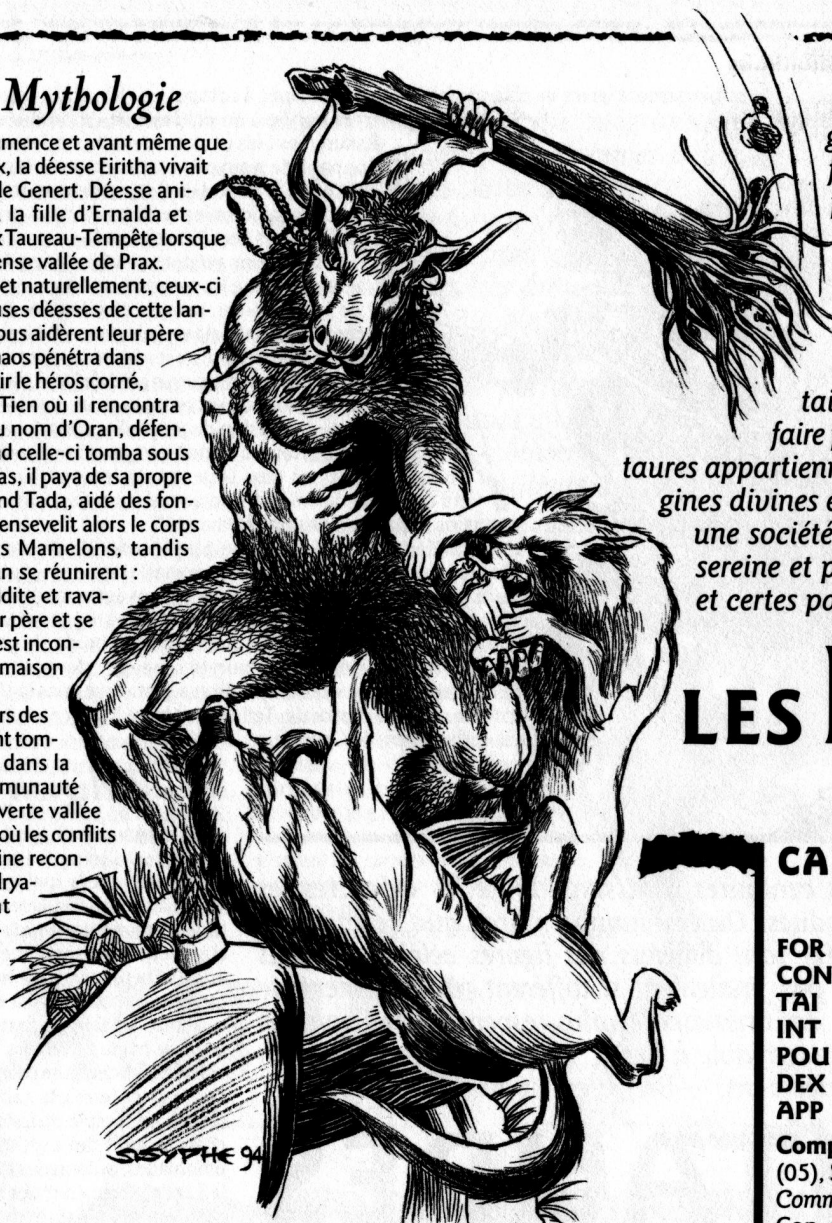 Mythologie
mence et avant même que
x, la déesse Eiritha vivait
le Genert. Déesse ani-
, la fille d'Ernalda et
x Taureau-Tempête lorsque
ense vallée de Prax.
et naturellement, ceux-ci
uses déesses de cette lan-
ous aidèrent leur père
haos pénétra dans
ir le héros corné,
Tien où il rencontra
u nom d'Oran, défen-
nd celle-ci tomba sous
as, il paya de sa propre
nd Tada, aidé des fon-
ensevelit alors le corps
s Mamelons, tandis
n se réunirent :
dite et rava-
r père et se
est incon-
maison
rs des
nt tom-
dans la
munauté
verte vallée
où les conflits
ine recon-
drya-
nt
S.SYPHE 94
tai
faire
taures appartienn
gines divines e
une société
sereine et p
et certes po
LES
CA
FOR
CON
TAI
INT
POU
DEX
APP
Comp
(05),
Comm